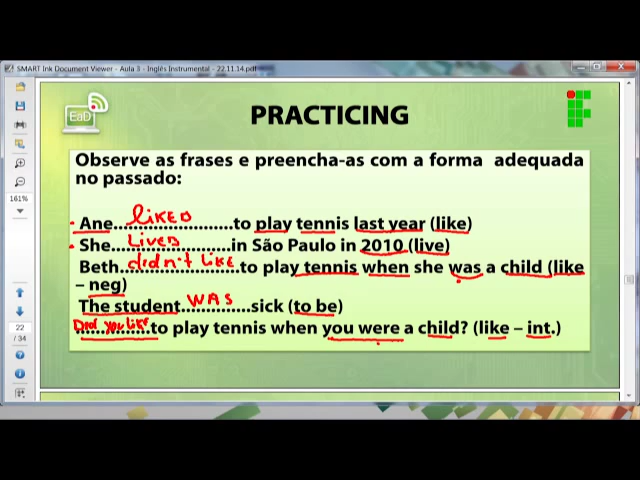 SMART Ink Document Viewer - Aula 3 - Inglês Instrumental - 22.11.14.pdf
EaD
PRACTICING
161%
Observe as frases e preencha-as com a forma adequada
no passado:
Ane....LIKED....to play tennis last year (like)
She....LIVED....in São Paulo in 2010 (live)
Beth....didn't LIKE....to play tennis when she was a child (like
– neg)
The student....WAS....sick (to be)
....Did you like....to play tennis when you were a child? (like – int.)
22
/ 34